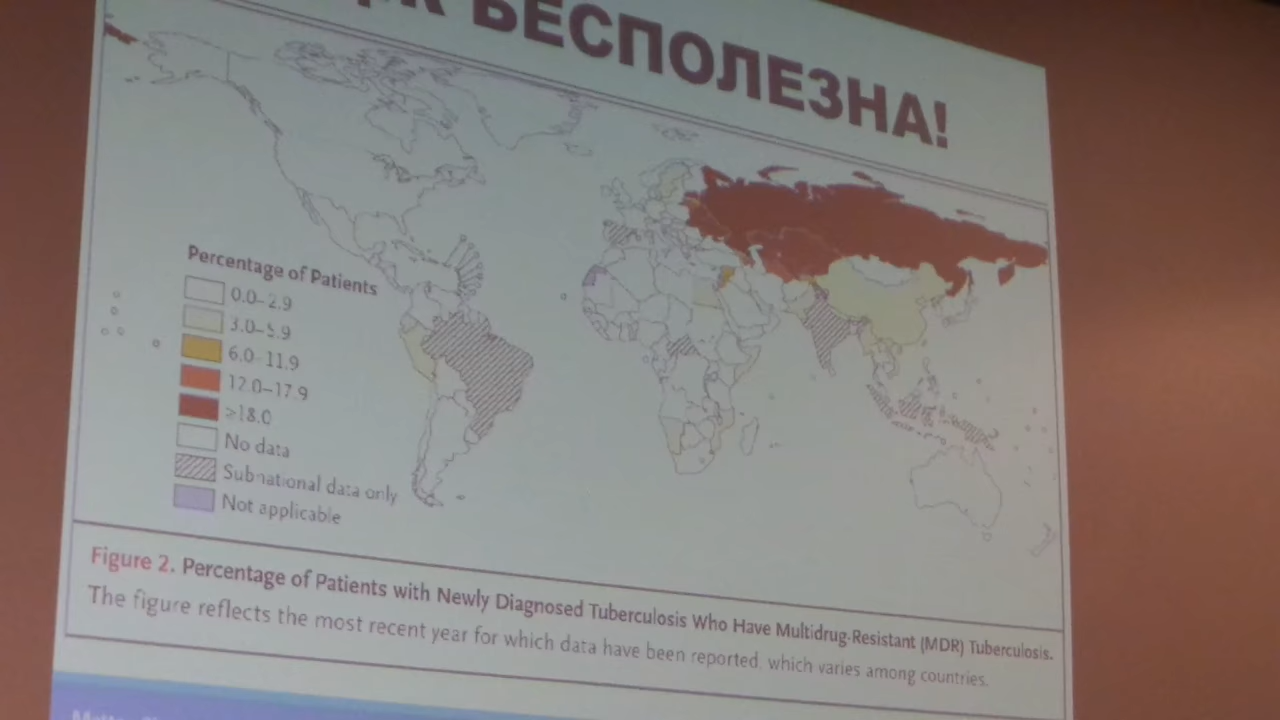 БЕСПОЛЕЗНА!
Percentage of Patients
0.0–2.9
3.0–5.9
6.0–11.9
12.0–17.9
≥18.0
No data
Subnational data only
Not applicable
Figure 2. Percentage of Patients with Newly Diagnosed Tuberculosis Who Have Multidrug-Resistant (MDR) Tuberculosis.
The figure reflects the most recent year for which data have been reported, which varies among countries.